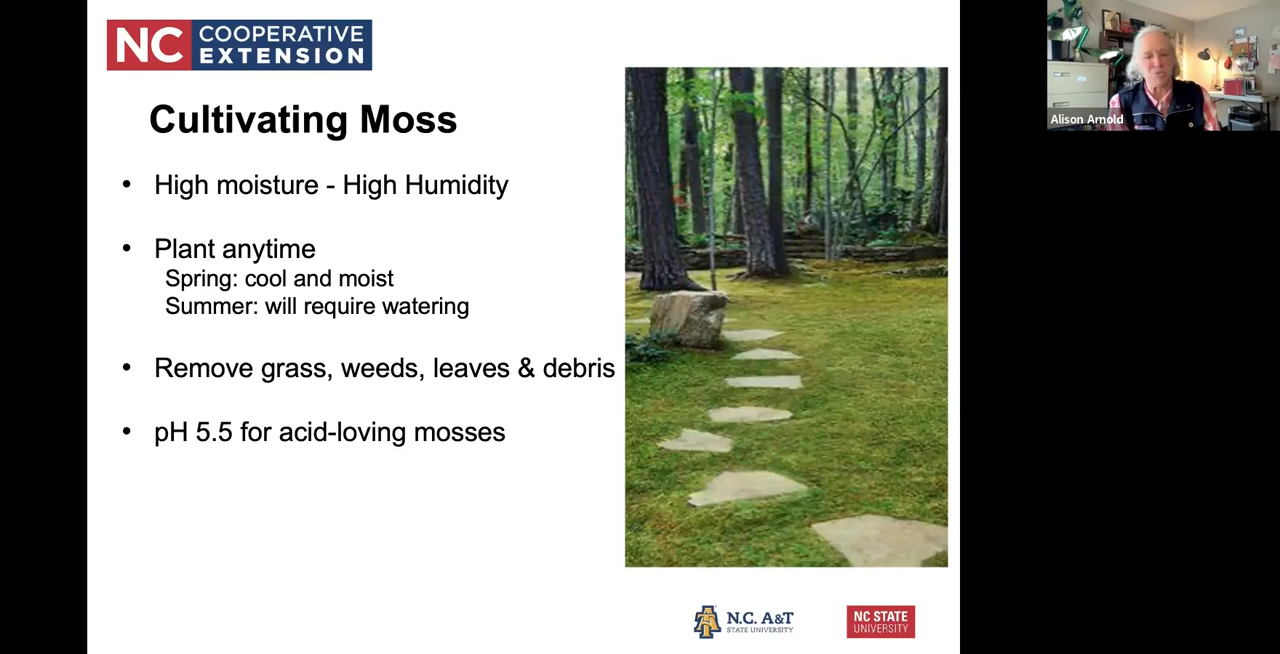 NC COOPERATIVE EXTENSION
Cultivating Moss
• High moisture - High Humidity
• Plant anytime
Spring: cool and moist
Summer: will require watering
• Remove grass, weeds, leaves & debris
• pH 5.5 for acid-loving mosses
Alison Arnold
N.C. A&T
STATE UNIVERSITY
NC STATE
UNIVERSITY